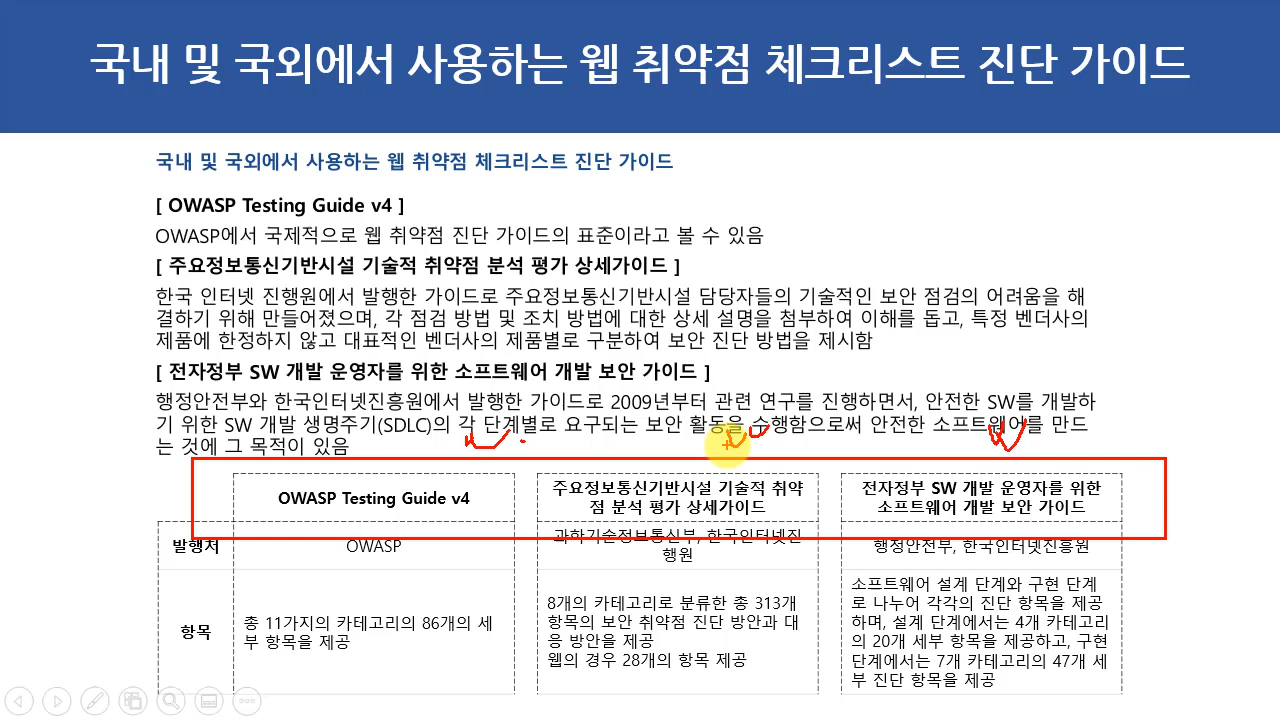 국내 및 국외에서 사용하는 웹 취약점 체크리스트 진단 가이드
국내 및 국외에서 사용하는 웹 취약점 체크리스트 진단 가이드
[ OWASP Testing Guide v4 ]
OWASP에서 국제적으로 웹 취약점 진단 가이드의 표준이라고 볼 수 있음
[ 주요정보통신기반시설 기술적 취약점 분석 평가 상세가이드 ]
한국 인터넷 진행원에서 발행한 가이드로 주요정보통신기반시설 담당자들의 기술적인 보안 점검의 어려움을 해
결하기 위해 만들어졌으며, 각 점검 방법 및 조치 방법에 대한 상세 설명을 첨부하여 이해를 돕고, 특정 벤더사의
제품에 한정하지 않고 대표적인 벤더사의 제품별로 구분하여 보안 진단 방법을 제시함
[ 전자정부 SW 개발 운영자를 위한 소프트웨어 개발 보안 가이드 ]
행정안전부와 한국인터넷진흥원에서 발행한 가이드로 2009년부터 관련 연구를 진행하면서, 안전한 SW를 개발하
기 위한 SW 개발 생명주기(SDLC)의 각 단계별로 요구되는 보안 활동을 수행함으로써 안전한 소프트웨어를 만드
는 것에 그 목적이 있음
OWASP Testing Guide v4
주요정보통신기반시설 기술적 취약
점 분석 평가 상세가이드
전자정부 SW 개발 운영자를 위한
소프트웨어 개발 보안 가이드
발행처
OWASP
과학기술정보통신부, 한국인터넷진
행원
행정안전부, 한국인터넷진흥원
항목
총 11가지의 카테고리의 86개의 세
부 항목을 제공
8개의 카테고리로 분류한 총 313개
항목의 보안 취약점 진단 방안과 대
응 방안을 제공
웹의 경우 28개의 항목 제공
소프트웨어 설계 단계와 구현 단계
로 나누어 각각의 진단 항목을 제공
하며, 설계 단계에서는 4개 카테고리
의 20개 세부 항목을 제공하고, 구현
단계에서는 7개 카테고리의 47개 세
부 진단 항목을 제공